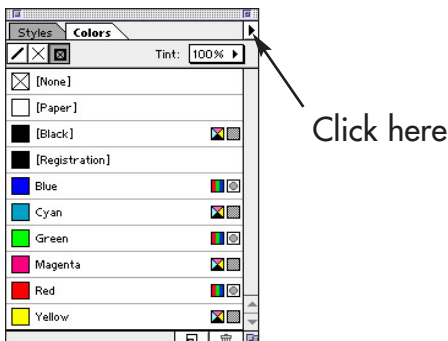 Styles Colors
Tint: 100%
Click here
[None]
[Paper]
[Black]
[Registration]
Blue
Cyan
Green
Magenta
Red
Yellow